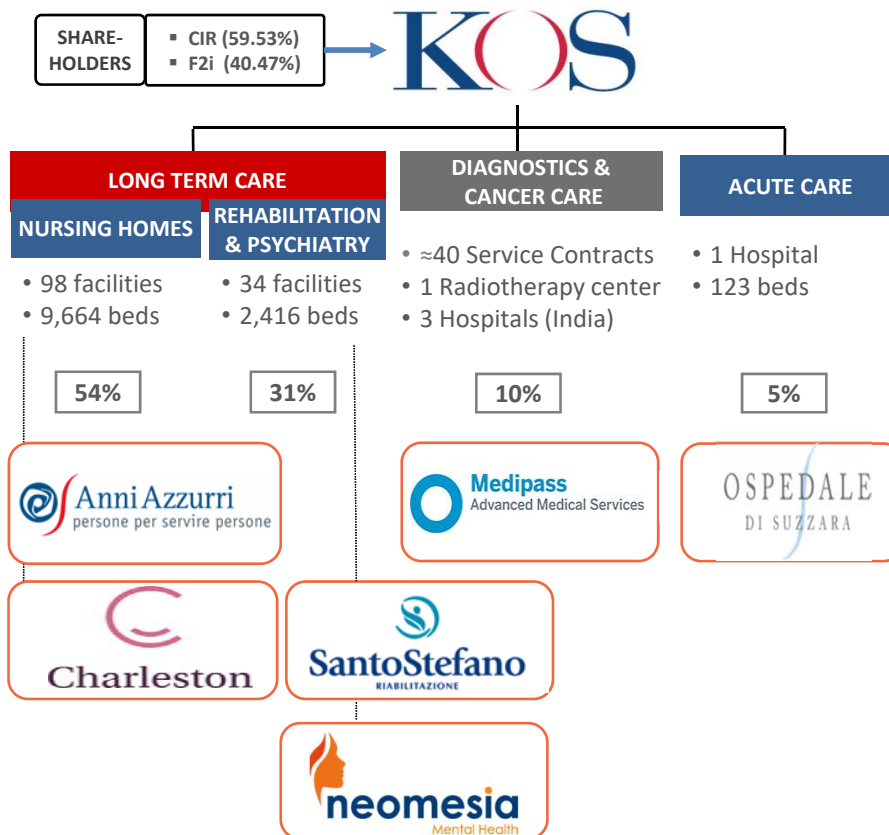 SHARE-
HOLDERS
▪ CIR (59.53%)
▪ F2i (40.47%)
KOS
LONG TERM CARE
NURSING HOMES
REHABILITATION
& PSYCHIATRY
DIAGNOSTICS &
CANCER CARE
ACUTE CARE
• 98 facilities
• 9,664 beds
• 34 facilities
• 2,416 beds
• ≈40 Service Contracts
• 1 Radiotherapy center
• 3 Hospitals (India)
• 1 Hospital
• 123 beds
54%
31%
10%
5%
Anni Azzurri
persone per servire persone
Medipass
Advanced Medical Services
OSPEDALE
DI SUZZARA
Charleston
SantoStefano
RIABILITAZIONE
neomesia
Mental Health